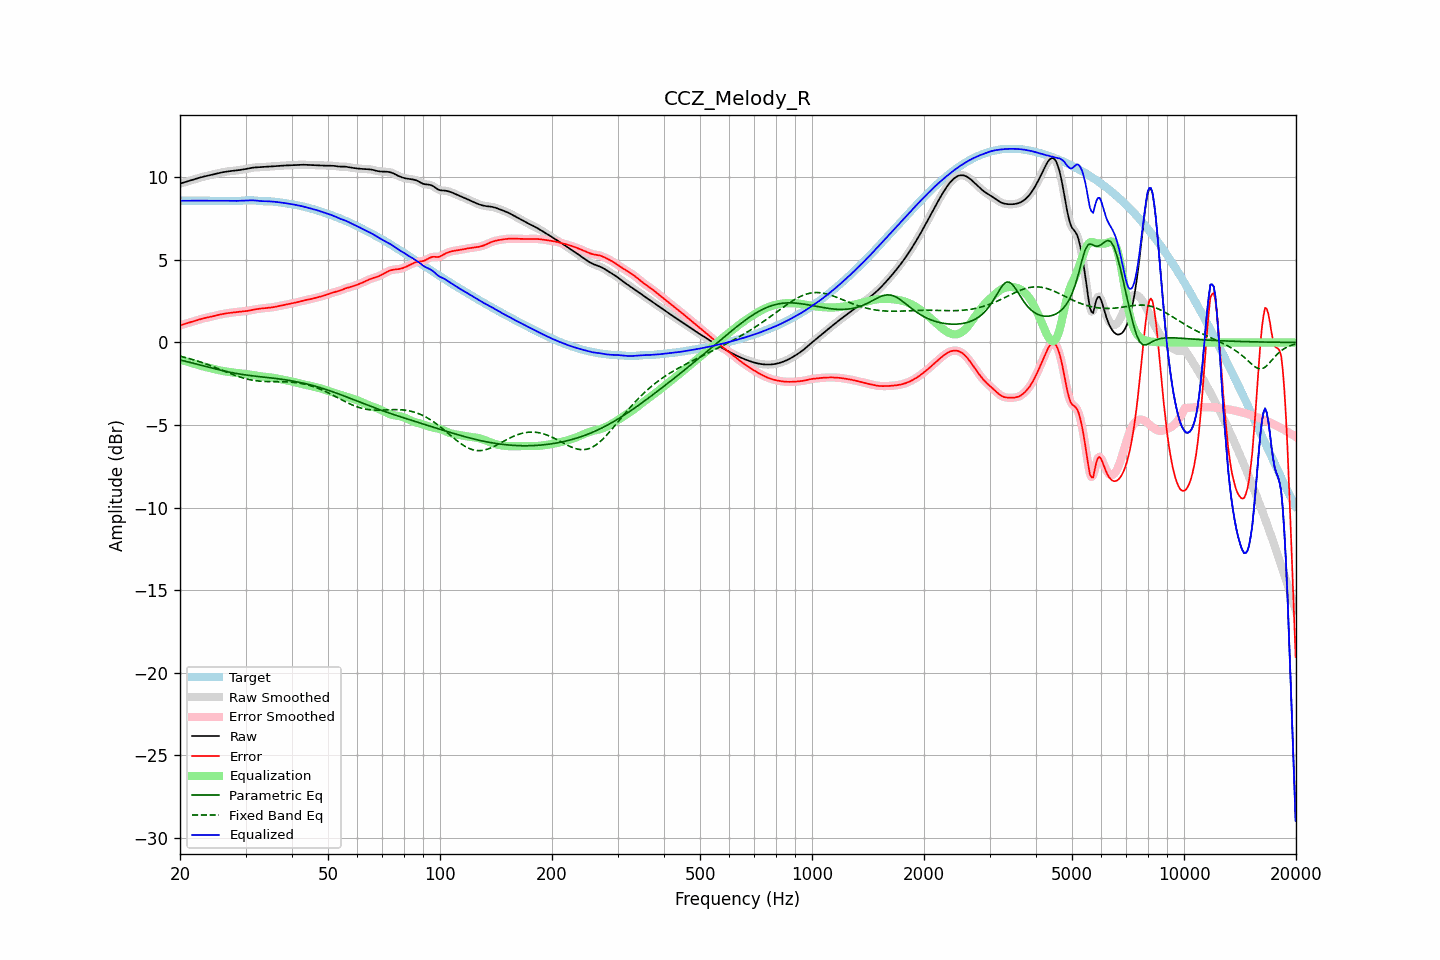 CCZ_Melody_R
10
5
0
−5
−10
−15
−20
−25
−30
Amplitude (dBr)
Target
Raw Smoothed
Error Smoothed
Raw
Error
Equalization
Parametric Eq
Fixed Band Eq
Equalized
20 50 100 200 500 1000 2000 5000 10000 20000
Frequency (Hz)